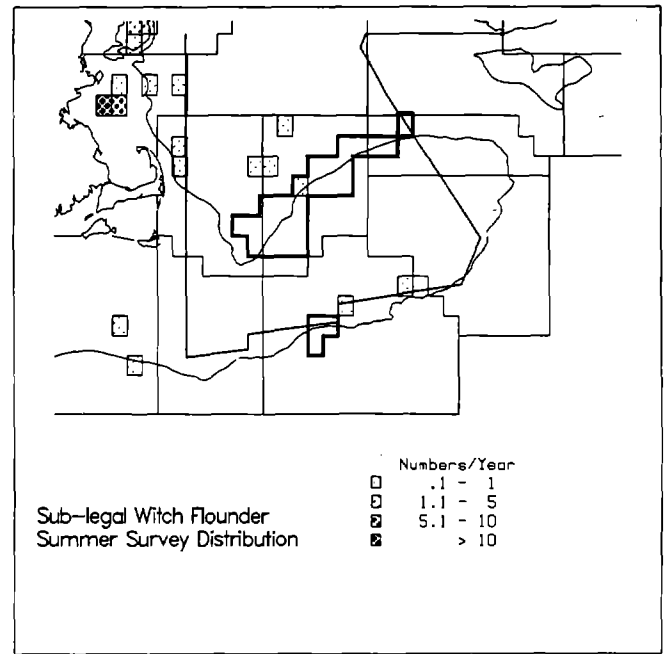 Numbers/Year
.1 - 1
1.1 - 5
5.1 - 10
> 10
Sub-legal Witch Flounder
Summer Survey Distribution